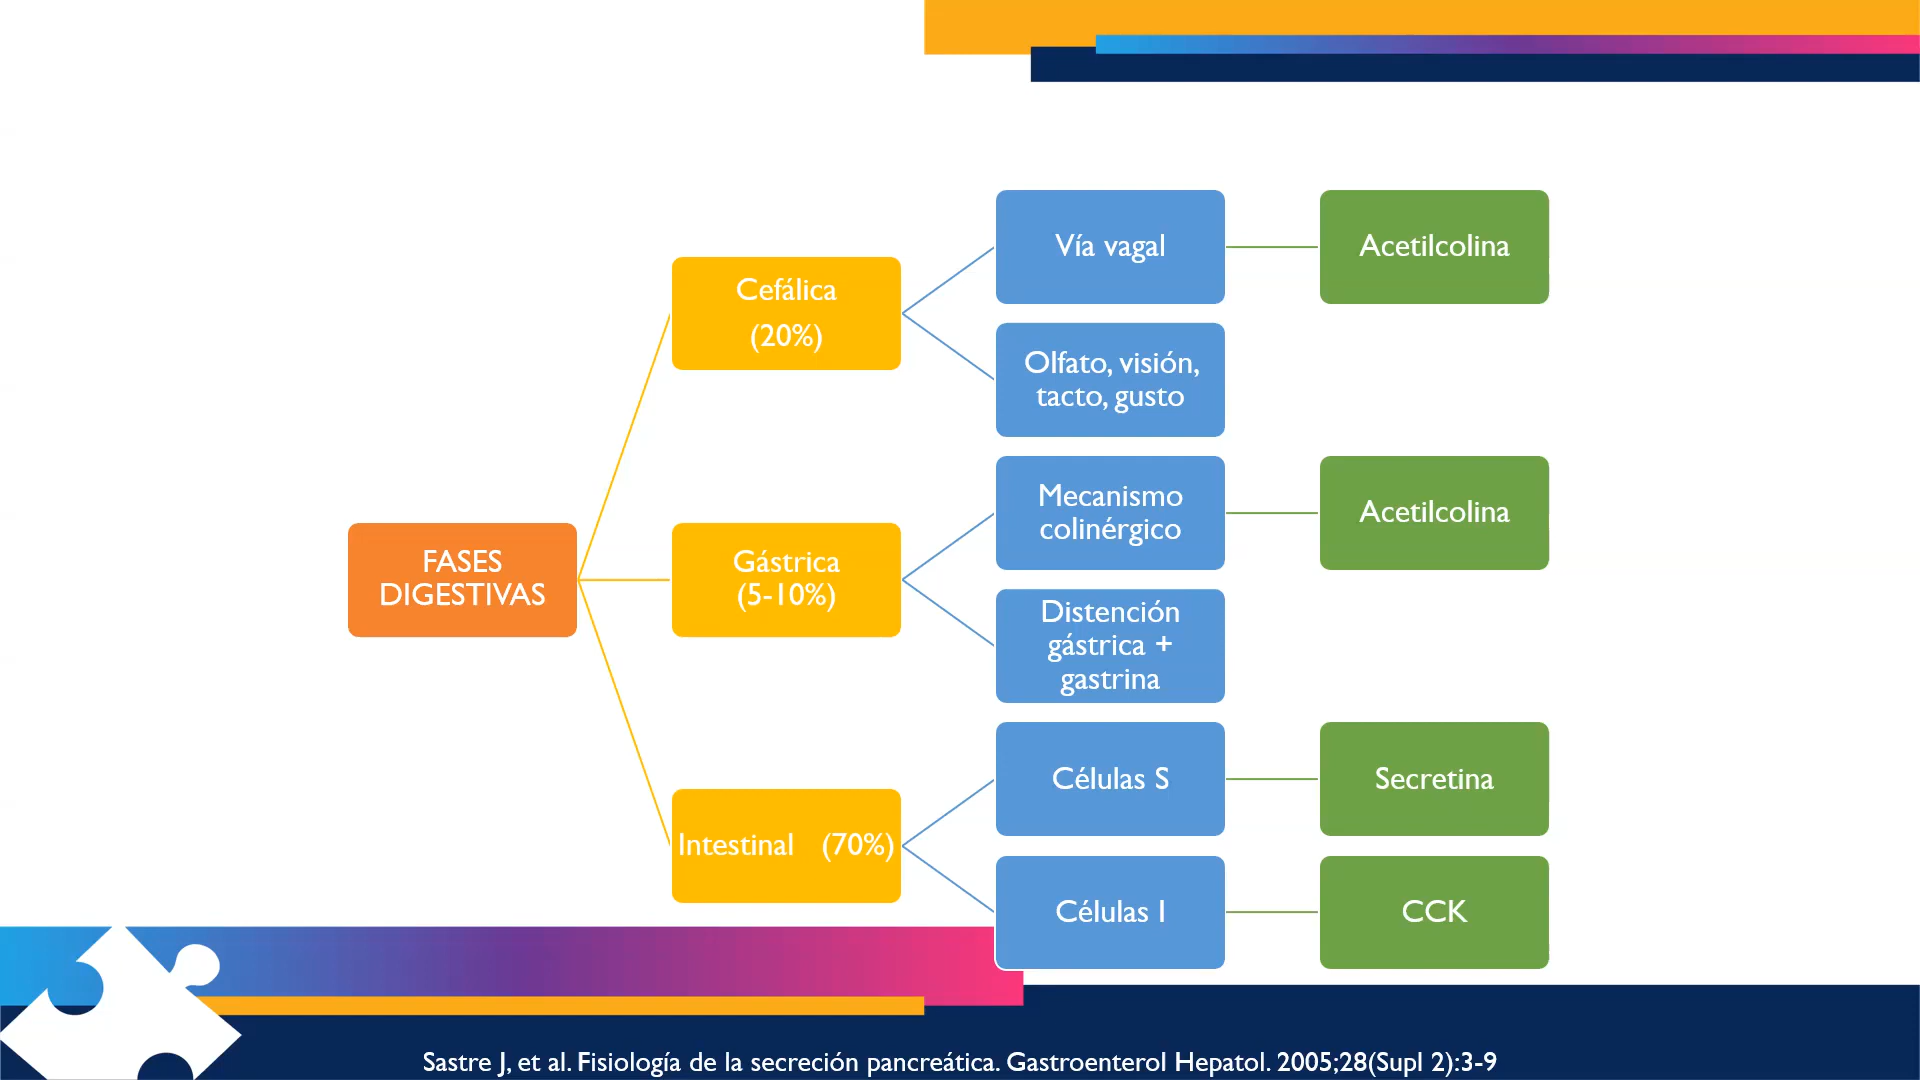 FASES
DIGESTIVAS
Cefálica
(20%)
Vía vagal
Acetilcolina
Olfato, visión,
tacto, gusto
Gástrica
(5-10%)
Mecanismo
colinérgico
Acetilcolina
Distención
gástrica +
gastrina
Intestinal (70%)
Células S
Secretina
Células I
CCK
Sastre J, et al. Fisiología de la secreción pancreática. Gastroenterol Hepatol. 2005;28(Supl 2):3-9